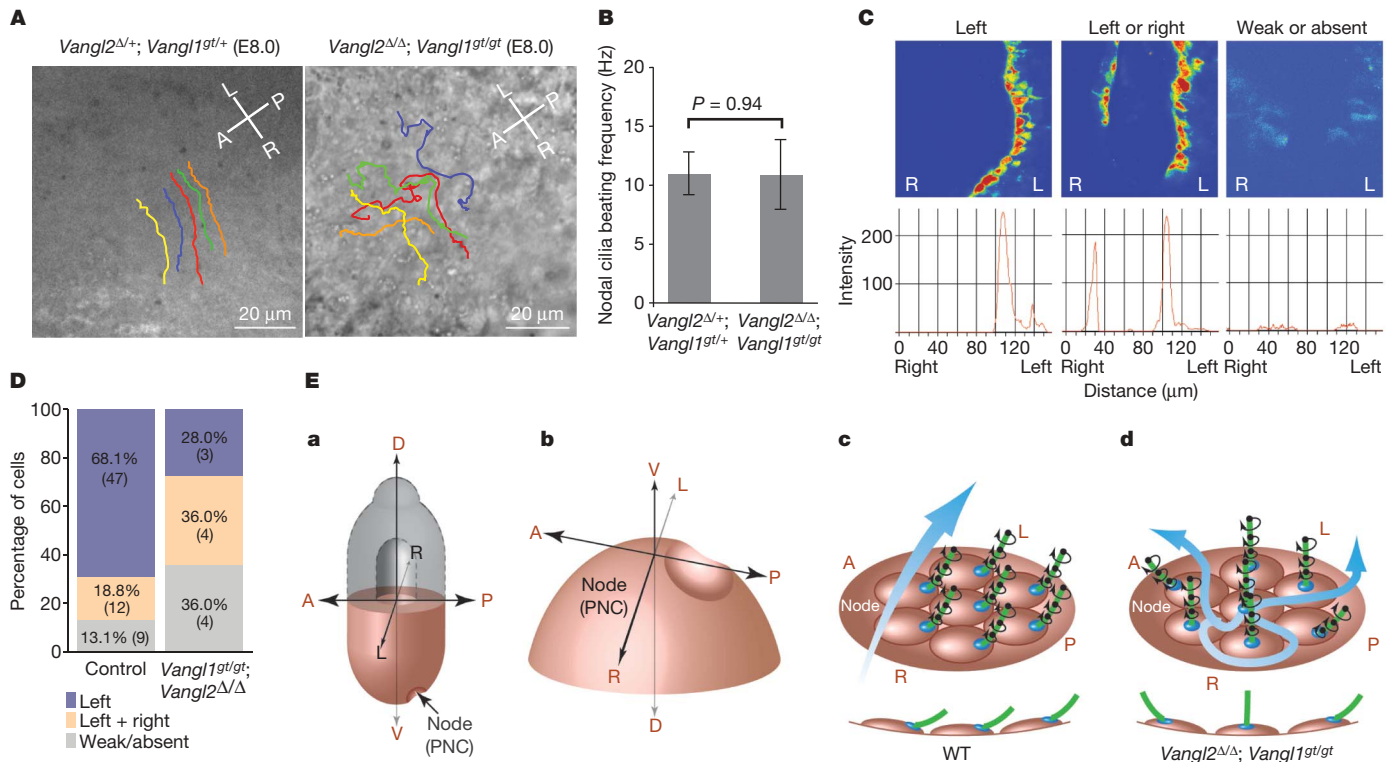 A
Vangl2Δ/+; Vangl1gt/+ (E8.0)
L
P
A
R
20 μm
Vangl2Δ/Δ; Vangl1gt/gt (E8.0)
L
P
A
R
20 μm
B
Nodal cilia beating frequency (Hz)
20
15
10
5
0
P = 0.94
Vangl2Δ/+;
Vangl1gt/+
Vangl2Δ/Δ;
Vangl1gt/gt
C
Left
Left or right
Weak or absent
R
L
R
L
R
L
Intensity
200
100
0 40 80 120
Right Left
0 40 80 120
Right Left
0 40 80 120
Right Left
Distance (μm)
D
Percentage of cells
100
80
60
40
20
0
68.1%
(47)
18.8%
(12)
13.1% (9)
28.0%
(3)
36.0%
(4)
36.0%
(4)
Control
Vangl1gt/gt;
Vangl2Δ/Δ
Left
Left + right
Weak/absent
E
a
D
R
A
P
L
V
Node
(PNC)
b
V
L
A
P
Node
(PNC)
R
D
c
A
L
Node
P
R
WT
d
A
L
Node
P
R
Vangl2Δ/Δ; Vangl1gt/gt